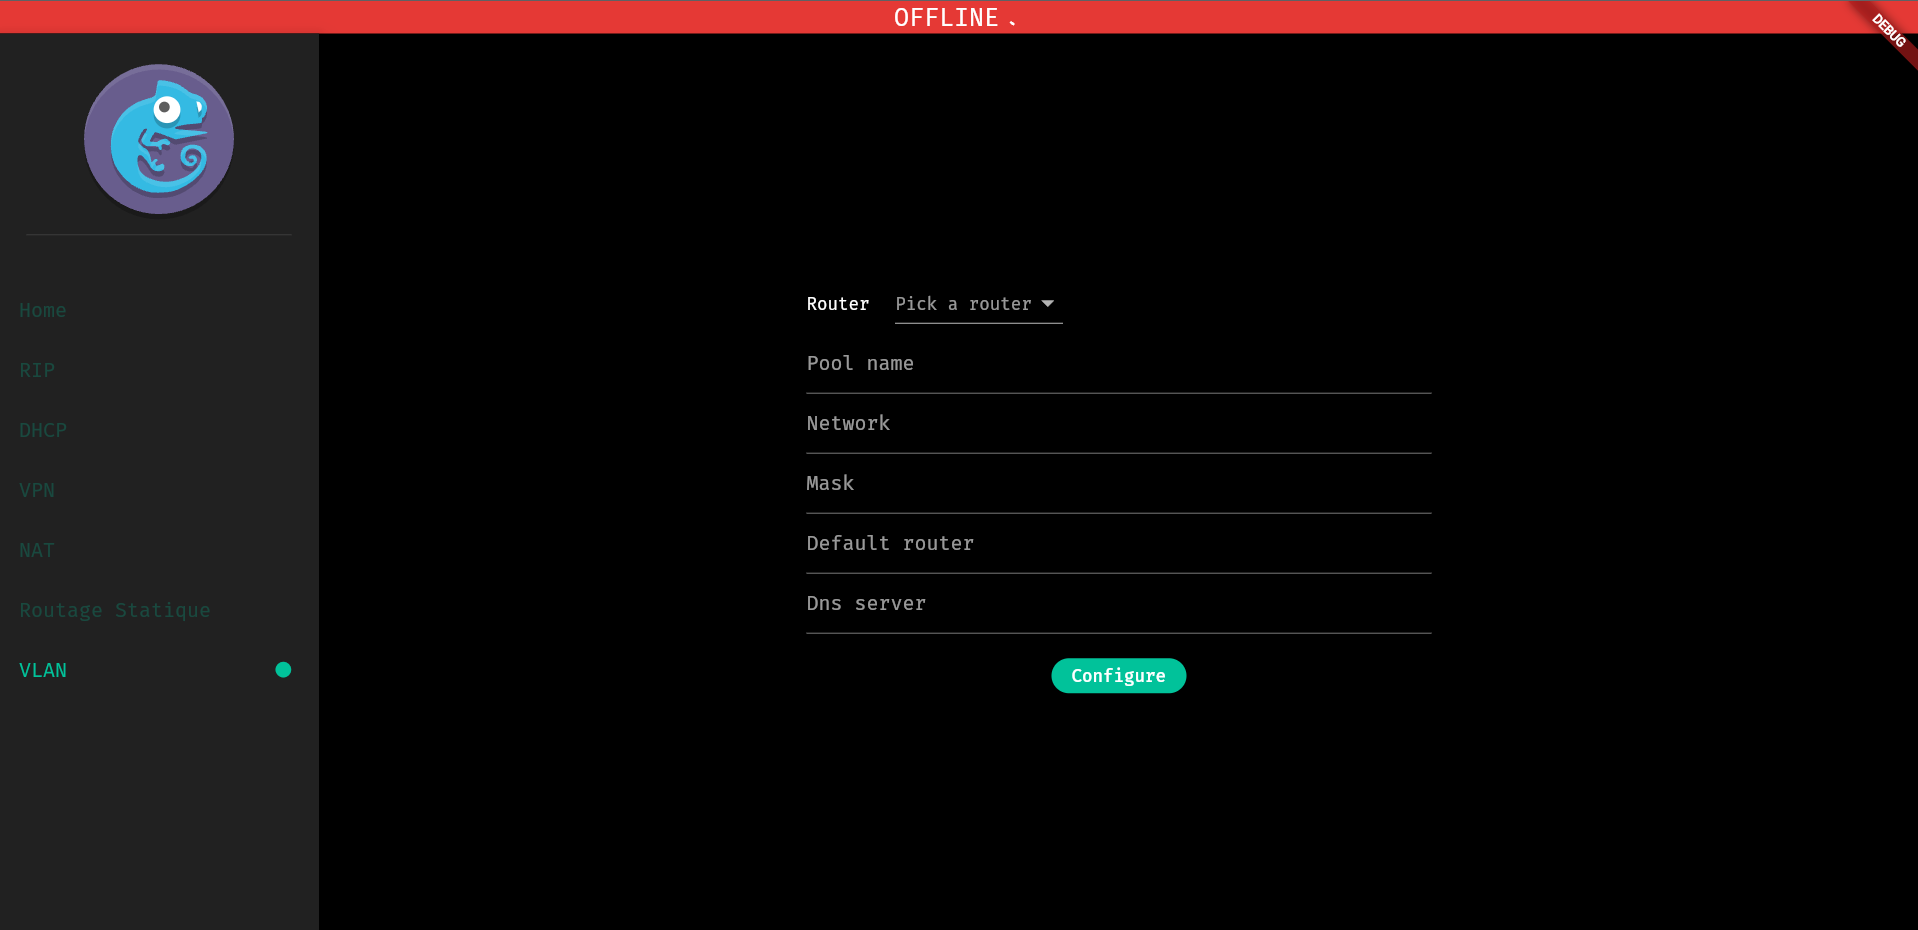 OFFLINE.
DEBUG
Home
RIP
DHCP
VPN
NAT
Routage Statique
VLAN
Router Pick a router
Pool name
Network
Mask
Default router
Dns server
Configure